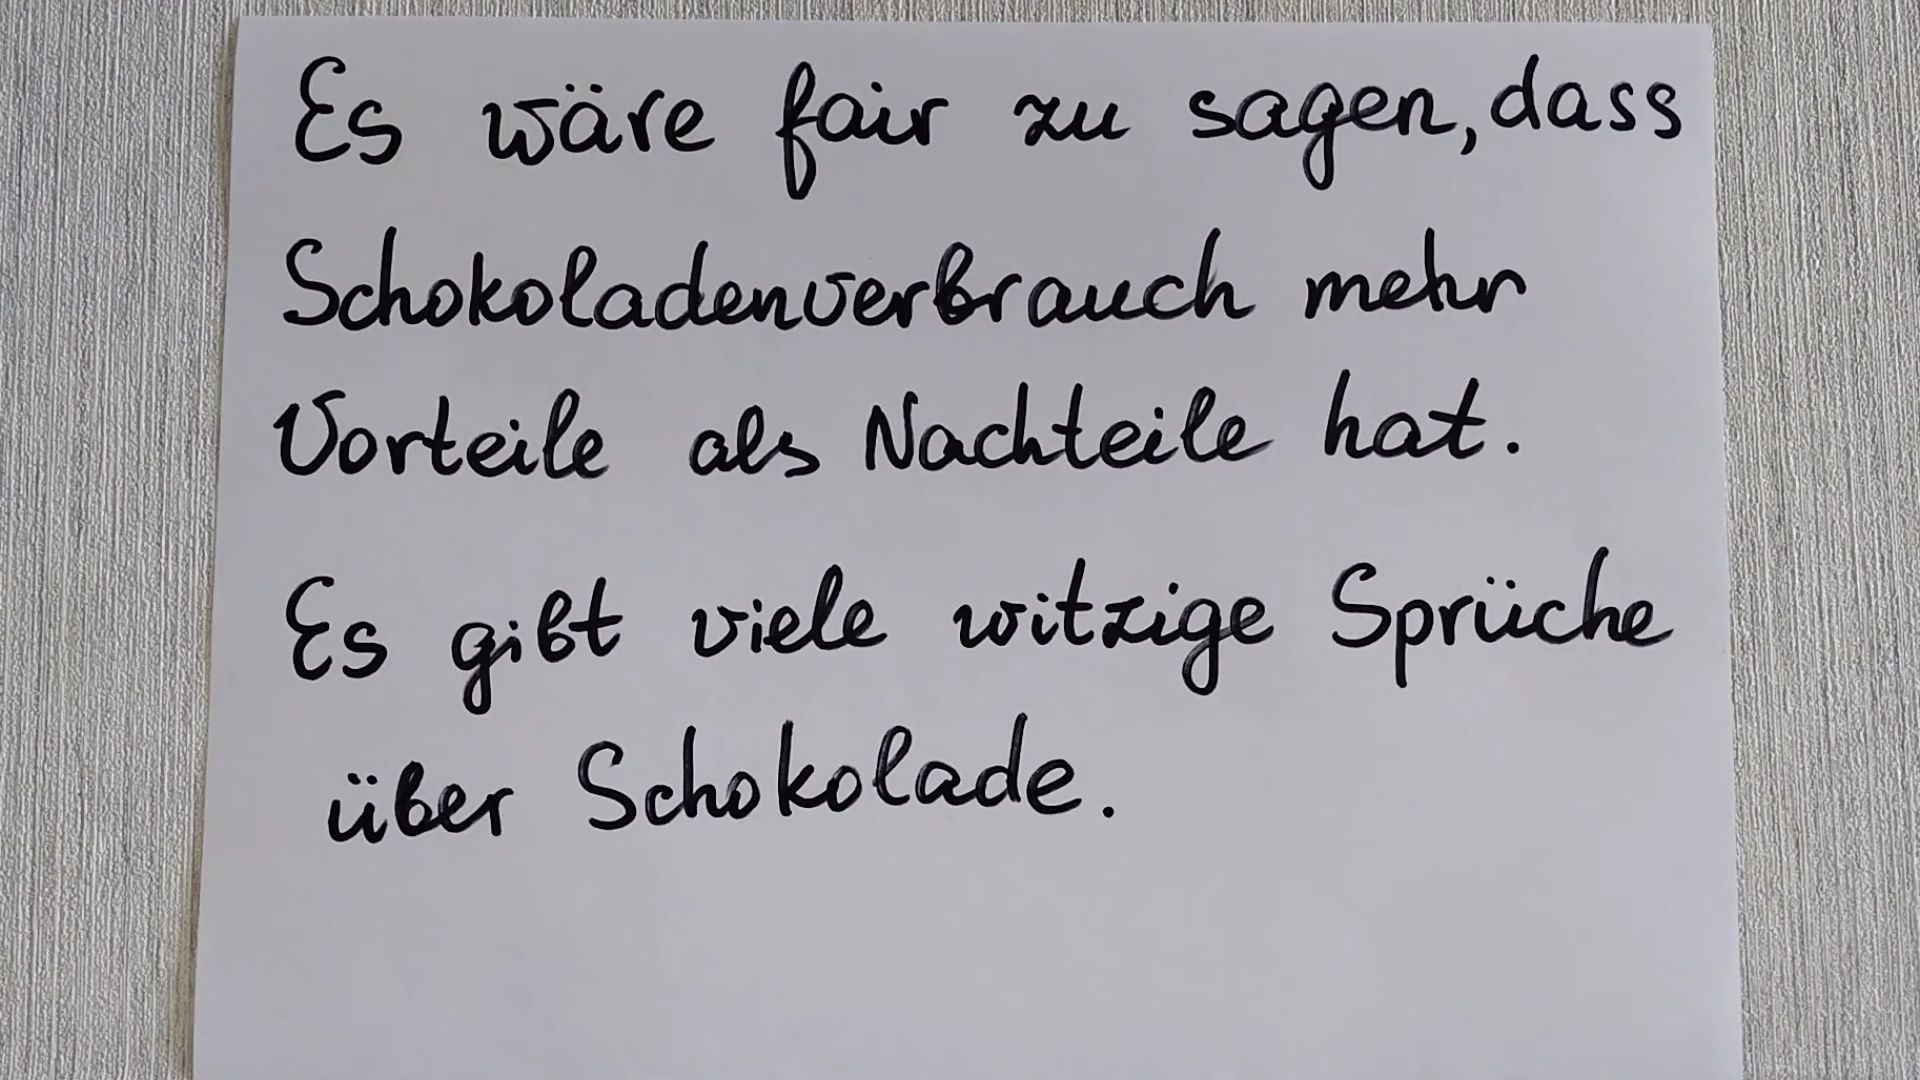 Es wäre fair zu sagen, dass
Schokoladenverbrauch mehr
Vorteile als Nachteile hat.
Es gibt viele witzige Sprüche
über Schokolade.